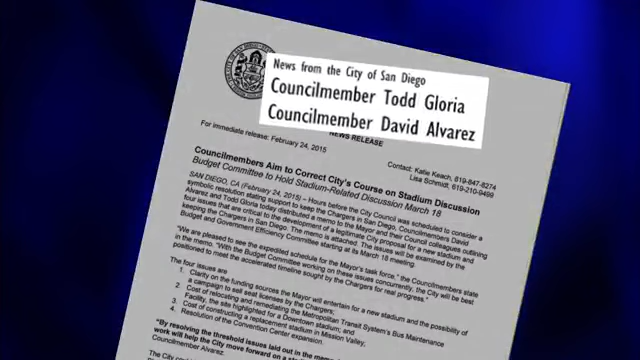 News from the City of San Diego
Councilmember Todd Gloria
Councilmember David Alvarez
NEWS RELEASE
For immediate release: February 24, 2015
Contact: Katie Keach, 619-847-8274
Lisa Schmidt, 619-210-9499
Councilmembers Aim to Correct City's Course on Stadium Discussion
Budget Committee to Hold Stadium-Related Discussion March 18
SAN DIEGO, CA (February 24, 2015) – Hours before the City Council was scheduled to consider a
symbolic resolution stating support to keep the Chargers in San Diego, Councilmembers David
Alvarez and Todd Gloria today distributed a memo to the Mayor and their Council colleagues outlining
four issues that are critical to the development of a legitimate City proposal for a new stadium and
keeping the Chargers in San Diego. The memo is attached. The issues will be examined by the
Budget and Government Efficiency Committee starting at its March 18 meeting.
"We are pleased to see the expedited schedule for the Mayor's task force," the Councilmembers state
in the memo. "With the Budget Committee working on these issues concurrently, the City will be best
positioned to meet the accelerated timeline sought by the Chargers for real progress."
The four issues are
1. Clarity on the funding sources the Mayor will entertain for a new stadium and the possibility of
a campaign to sell seat licenses by the Chargers;
2. Cost of relocating and remediating the Metropolitan Transit System's Bus Maintenance
Facility, the site highlighted for a Downtown stadium; and
3. Cost of constructing a replacement stadium in Mission Valley;
4. Resolution of the Convention Center expansion.
"By resolving the threshold issues laid out in the memo
work will help the City move forward on a
Councilmember Alvarez.
The City